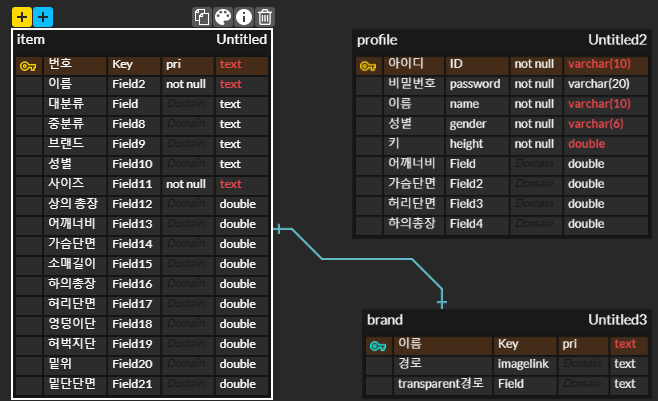 item Untitled
번호 Key pri text
이름 Field2 not null text
대분류 Field Domain text
중분류 Field8 Domain text
브랜드 Field9 Domain text
성별 Field10 Domain text
사이즈 Field11 not null text
상의 총장 Field12 Domain double
어깨너비 Field13 Domain double
가슴단면 Field14 Domain double
소매길이 Field15 Domain double
하의총장 Field16 Domain double
허리단면 Field17 Domain double
엉덩이단 Field18 Domain double
허벅지단 Field19 Domain double
밑위 Field20 Domain double
밑단단면 Field21 Domain double
profile Untitled2
아이디 ID not null varchar(10)
비밀번호 password not null varchar(20)
이름 name not null varchar(10)
성별 gender not null varchar(6)
키 height not null double
어깨너비 Field Domain double
가슴단면 Field2 Domain double
허리단면 Field3 Domain double
하의총장 Field4 Domain double
brand Untitled3
이름 Key pri text
경로 imagelink Domain text
transparent경로 Field Domain text